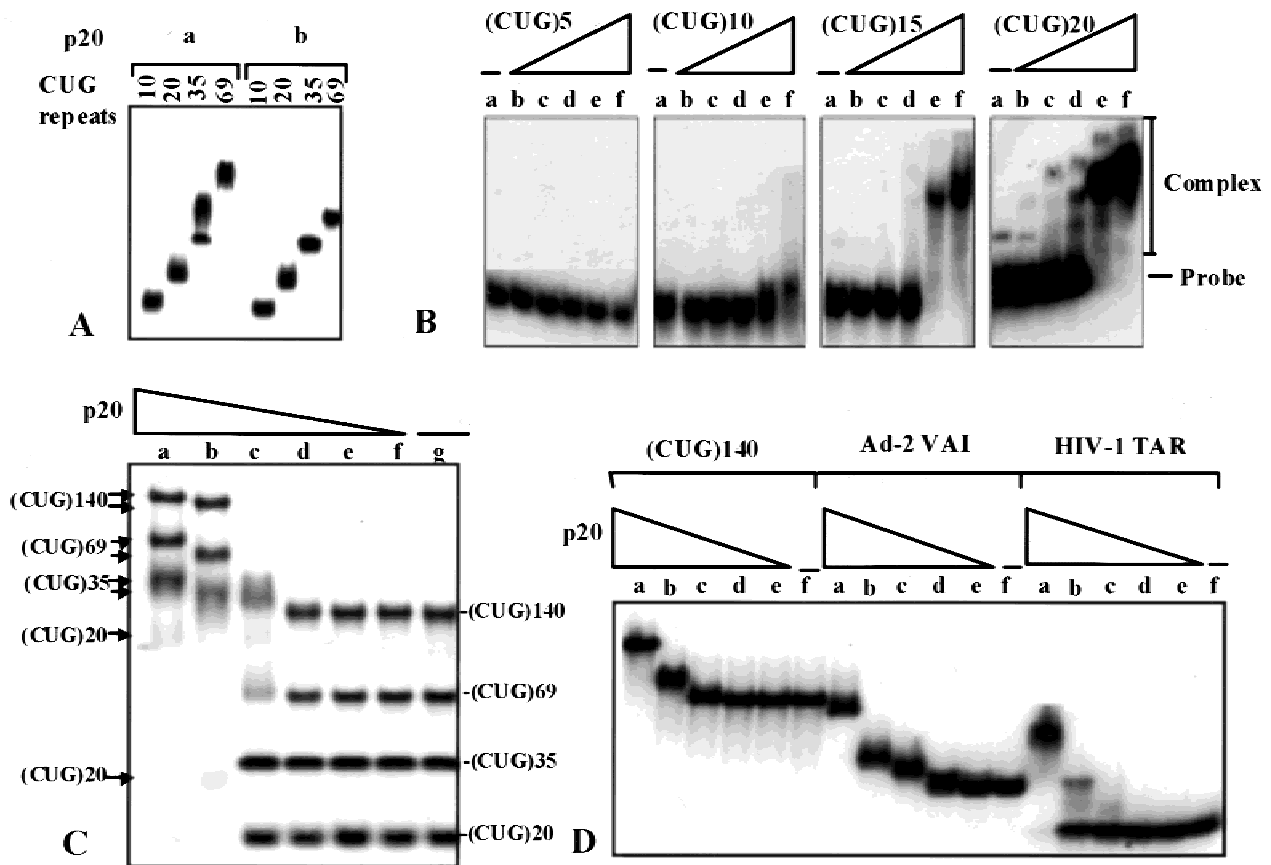 p20 a b
CUG repeats 10 20 35 69 10 20 35 69
A
(CUG)5 (CUG)10 (CUG)15 (CUG)20
a b c d e f a b c d e f a b c d e f a b c d e f
Complex
Probe
B
p20
a b c d e f g
(CUG)140
(CUG)69
(CUG)35
(CUG)20
(CUG)20
(CUG)140
(CUG)69
(CUG)35
(CUG)20
C
(CUG)140 Ad-2 VAI HIV-1 TAR
p20
a b c d e f a b c d e f a b c d e f
D